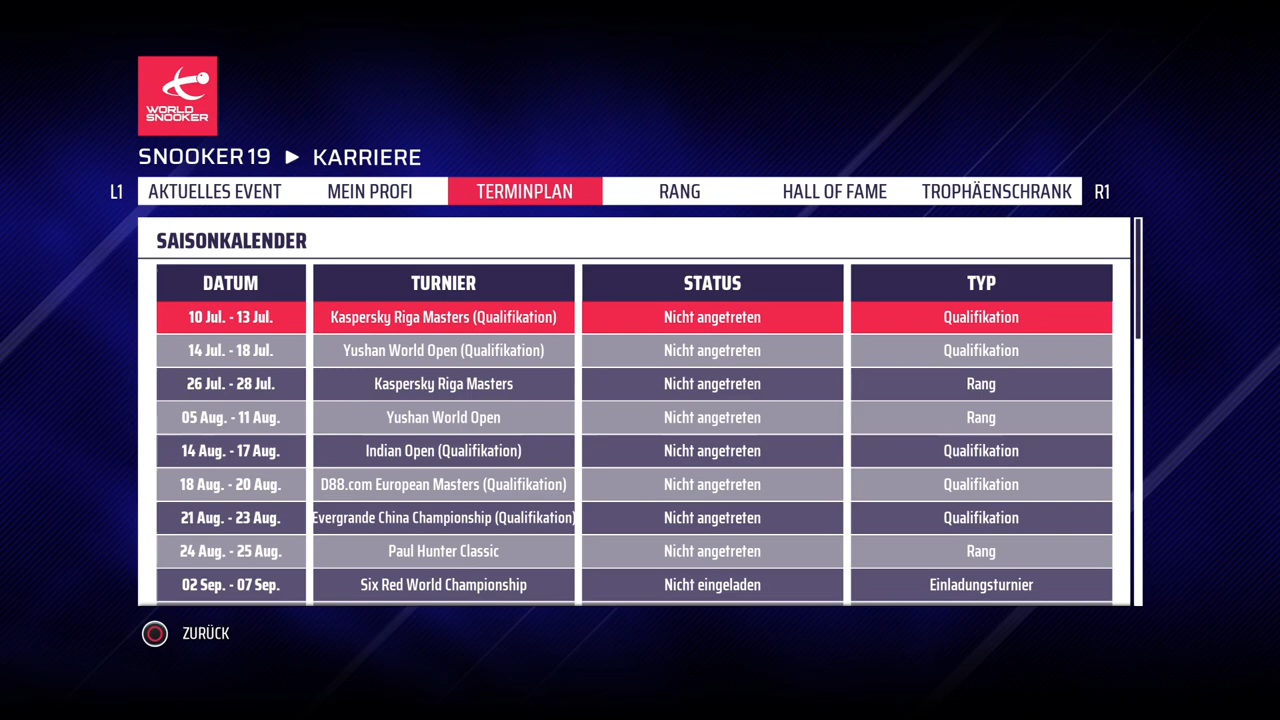 WORLD
SNOOKER
SNOOKER 19 ▶ KARRIERE
L1 AKTUELLES EVENT MEIN PROFI TERMINPLAN RANG HALL OF FAME TROPHÄENSCHRANK R1
SAISONKALENDER
DATUM TURNIER STATUS TYP
10 Jul. - 13 Jul. Kaspersky Riga Masters (Qualifikation) Nicht angetreten Qualifikation
14 Jul. - 18 Jul. Yushan World Open (Qualifikation) Nicht angetreten Qualifikation
26 Jul. - 28 Jul. Kaspersky Riga Masters Nicht angetreten Rang
05 Aug. - 11 Aug. Yushan World Open Nicht angetreten Rang
14 Aug. - 17 Aug. Indian Open (Qualifikation) Nicht angetreten Qualifikation
18 Aug. - 20 Aug. D88.com European Masters (Qualifikation) Nicht angetreten Qualifikation
21 Aug. - 23 Aug. Evergrande China Championship (Qualifikation) Nicht angetreten Qualifikation
24 Aug. - 25 Aug. Paul Hunter Classic Nicht angetreten Rang
02 Sep. - 07 Sep. Six Red World Championship Nicht eingeladen Einladungsturnier
ZURÜCK